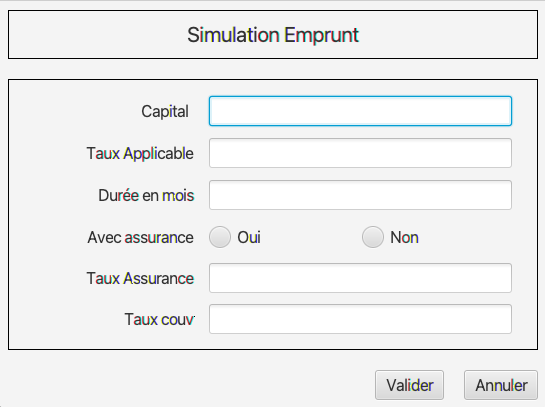 Simulation Emprunt
Capital
Taux Applicable
Durée en mois
Avec assurance Oui Non
Taux Assurance
Taux couv
Valider Annuler